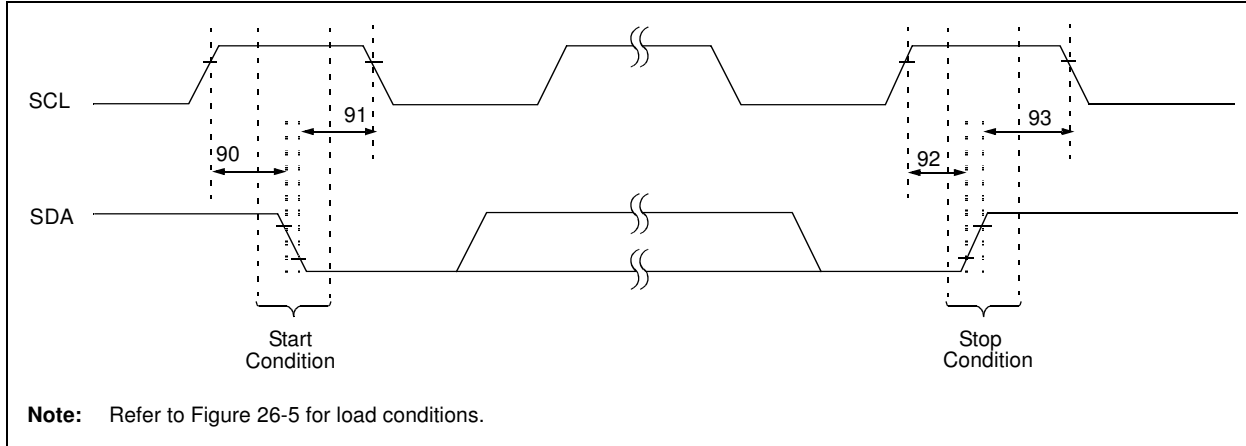 SCL
91
93
90
92
SDA
Start
Condition
Stop
Condition
Note: Refer to Figure 26-5 for load conditions.